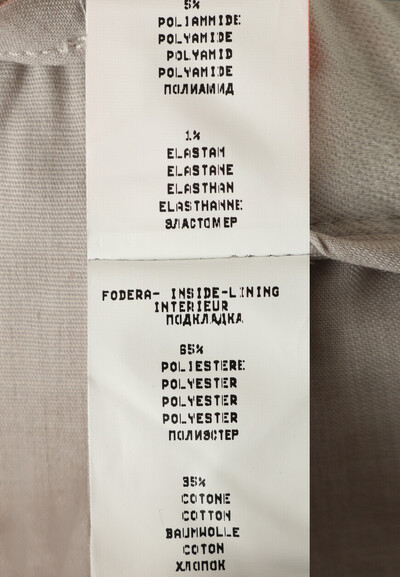 5%
POLIAMMIDE
POLYAMIDE
POLYAMID
POLYAMIDE
ПОЛИАМИД
1%
ELASTAM
ELASTANE
ELASTHAN
ELASTHANNE
ЭЛАСТОМЕР
FODERA- INSIDE-LINING
INTERIEUR
ПОДКЛАДКА
65%
POLIESTERE
POLYESTER
POLYESTER
POLYESTER
ПОЛИЭСТЕР
35%
COTONE
COTTON
BAUMWOLLE
COTON
ХЛОПОК